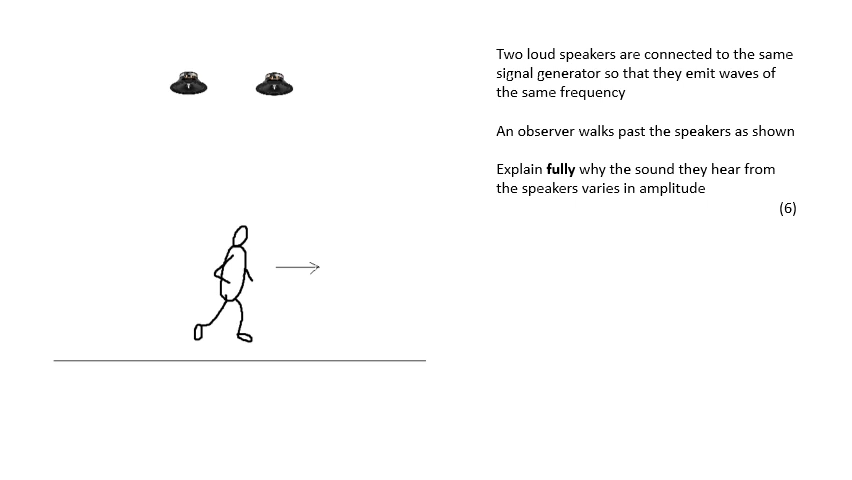 Two loud speakers are connected to the same
signal generator so that they emit waves of
the same frequency
An observer walks past the speakers as shown
Explain fully why the sound they hear from
the speakers varies in amplitude
(6)